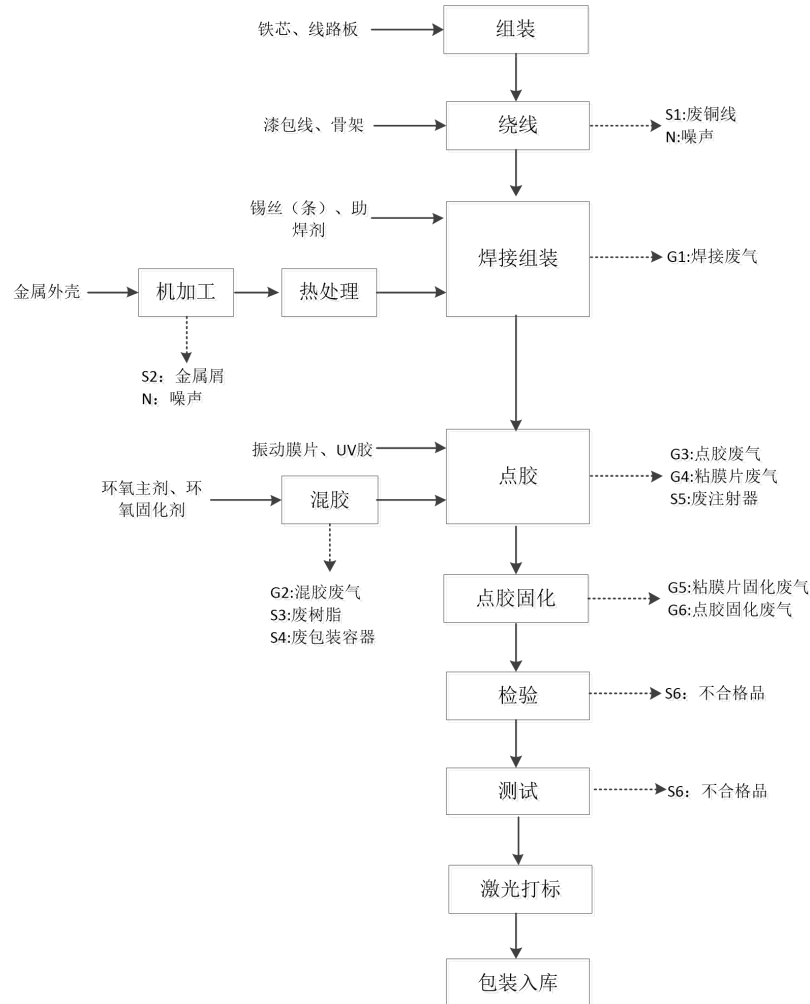 铁芯、线路板
组装
漆包线、骨架
绕线
S1:废铜线
N:噪声
锡丝（条）、助
焊剂
焊接组装
G1:焊接废气
金属外壳
机加工
热处理
S2：金属屑
N：噪声
振动膜片、UV胶
点胶
G3:点胶废气
G4:粘膜片废气
S5:废注射器
环氧主剂、环
氧固化剂
混胶
G2:混胶废气
S3:废树脂
S4:废包装容器
点胶固化
G5:粘膜片固化废气
G6:点胶固化废气
检验
S6：不合格品
测试
S6：不合格品
激光打标
包装入库